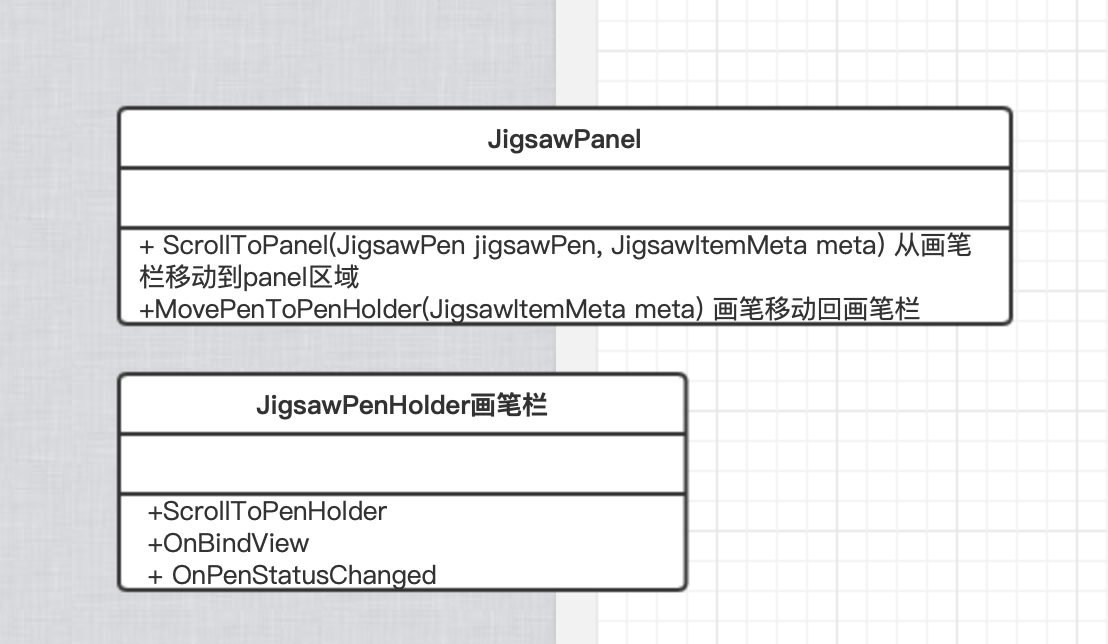 JigsawPanel
+ ScrollToPanel(JigsawPen jigsawPen, JigsawItemMeta meta) 从画笔
栏移动到panel区域
+MovePenToPenHolder(JigsawItemMeta meta) 画笔移动回画笔栏
JigsawPenHolder画笔栏
+ScrollToPenHolder
+OnBindView
+ OnPenStatusChanged